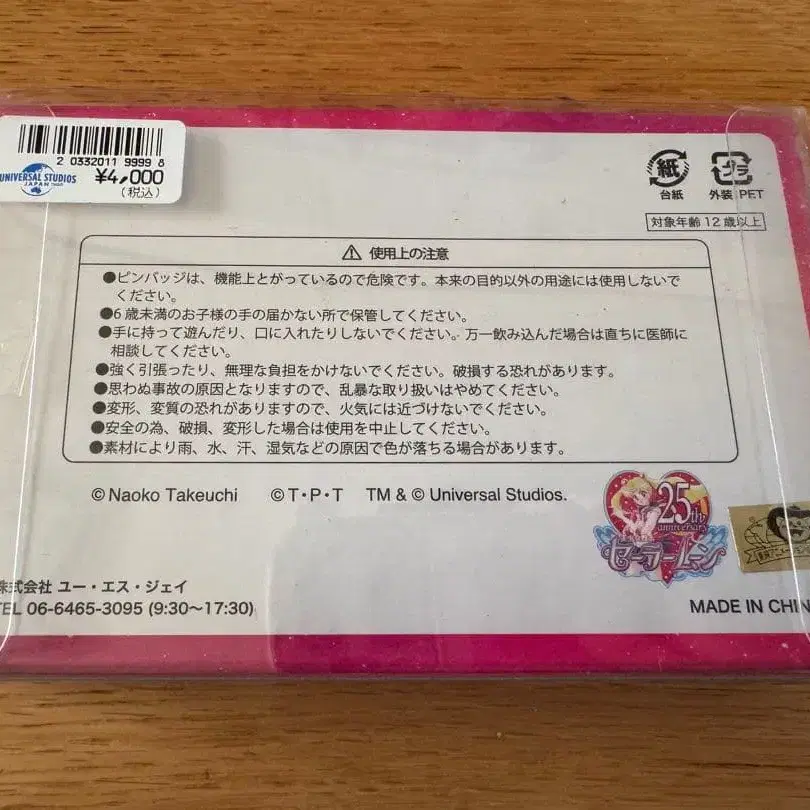 2 0332011 9999 8
UNIVERSAL STUDIOS
JAPAN
¥4,000
(税込)
紙
台紙
プラ
外装:PET
対象年齢12歳以上
使用上の注意
●ピンバッジは、機能上とがっているので危険です。本来の目的以外の用途には使用しないで
ください。
●6歳未満のお子様の手の届かない所で保管してください。
●手に持って遊んだり、口に入れたりしないでください。万一飲み込んだ場合は直ちに医師に
相談してください。
●強く引張ったり、無理な負担をかけないでください。破損する恐れがあります。
●思わぬ事故の原因となりますので、乱暴な取り扱いはやめてください。
●変形、変質の恐れがありますので、火気には近づけないでください。
●安全の為、破損、変形した場合は使用を中止してください。
●素材により雨、水、汗、湿気などの原因で色が落ちる場合があります。
© Naoko Takeuchi ©T・P・T TM & © Universal Studios.
25th
anniversary
セーラームーン
株式会社 ユー・エス・ジェイ
TEL 06-6465-3095 (9:30〜17:30)
MADE IN CHIN